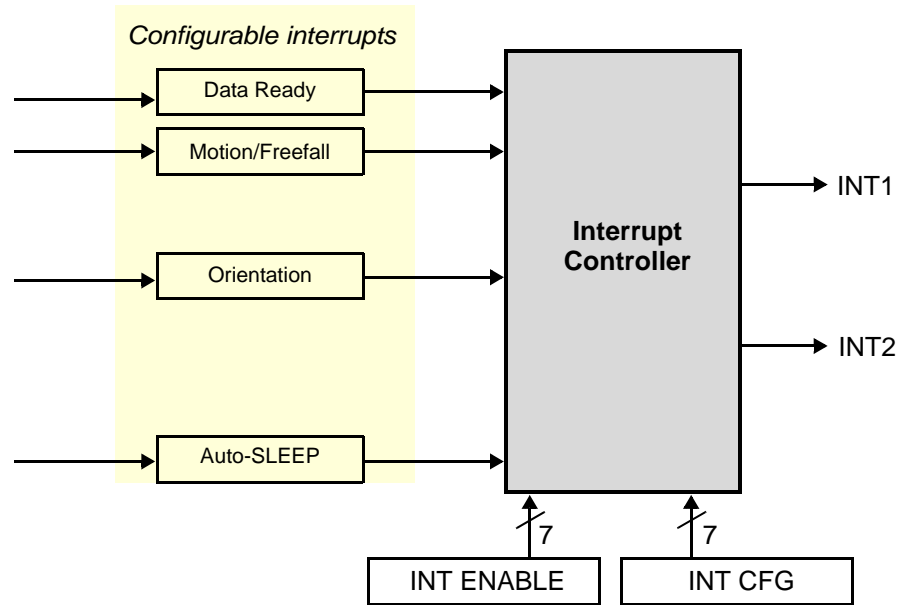 Configurable interrupts
Data Ready
Motion/Freefall
Orientation
Auto-SLEEP
Interrupt
Controller
INT1
INT2
7
7
INT ENABLE
INT CFG